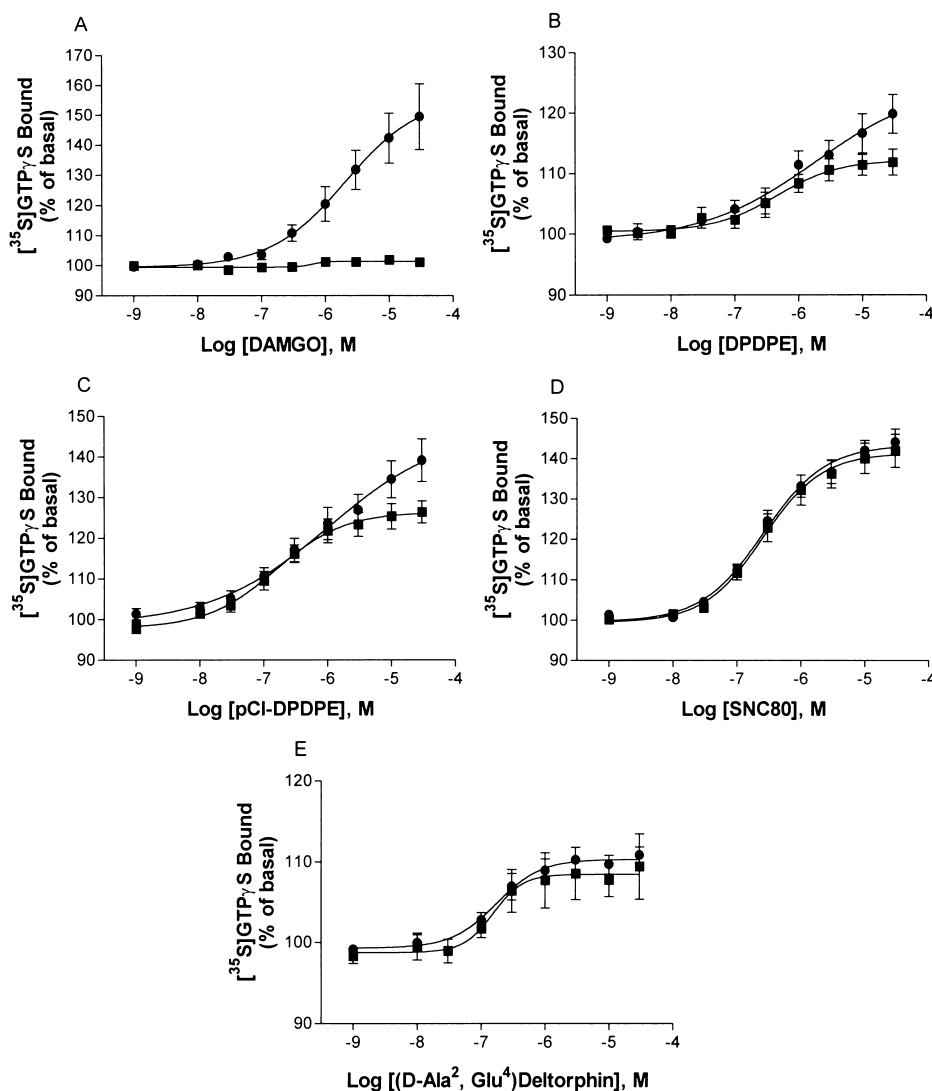 A
170
160
150
140
130
120
110
100
90
[³⁵S]GTPγS Bound
(% of basal)
-9 -8 -7 -6 -5 -4
Log [DAMGO], M
B
130
120
110
100
90
[³⁵S]GTPγS Bound
(% of basal)
-9 -8 -7 -6 -5 -4
Log [DPDPE], M
C
150
140
130
120
110
100
90
[³⁵S]GTPγS Bound
(% of basal)
-9 -8 -7 -6 -5 -4
Log [pCl-DPDPE], M
D
150
140
130
120
110
100
90
[³⁵S]GTPγS Bound
(% of basal)
-9 -8 -7 -6 -5 -4
Log [SNC80], M
E
120
110
100
90
[³⁵S]GTPγS Bound
(% of basal)
-9 -8 -7 -6 -5 -4
Log [(D-Ala², Glu⁴)Deltorphin], M